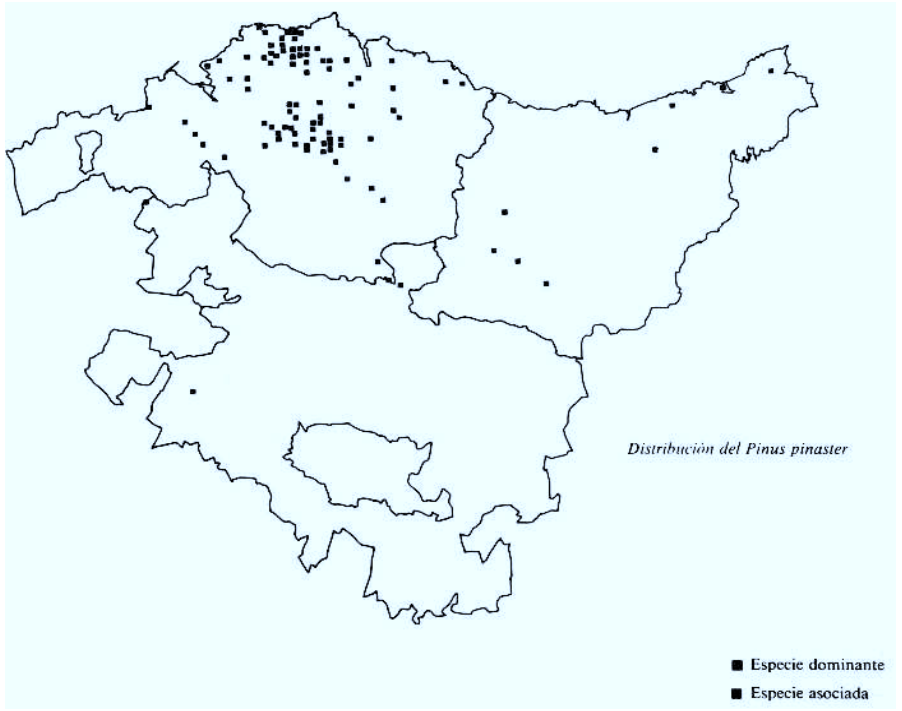 Distribución del Pinus pinaster
Especie dominante
Especie asociada